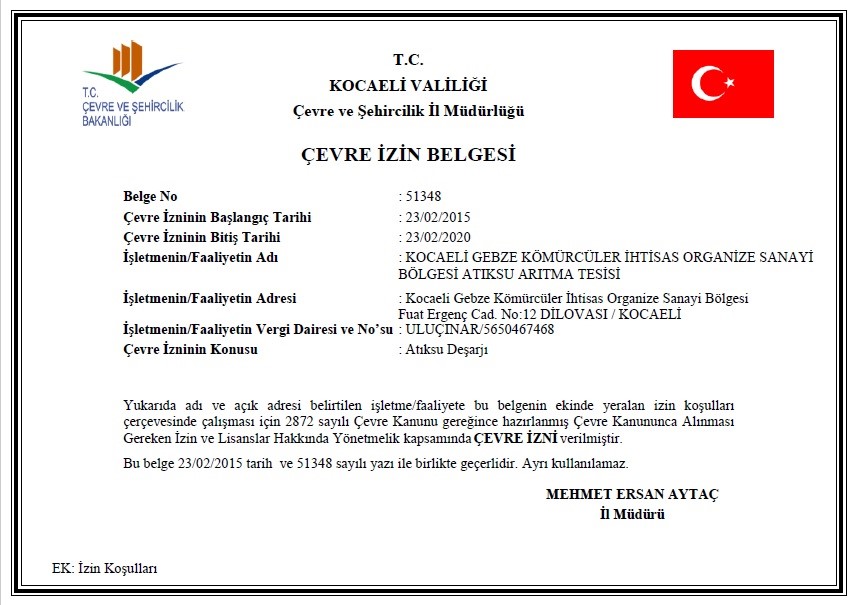 T.C.
ÇEVRE VE ŞEHİRCİLİK
BAKANLIĞI
T.C.
KOCAELİ VALİLİĞİ
Çevre ve Şehircilik İl Müdürlüğü
ÇEVRE İZİN BELGESİ
Belge No : 51348
Çevre İzninin Başlangıç Tarihi : 23/02/2015
Çevre İzninin Bitiş Tarihi : 23/02/2020
İşletmenin/Faaliyetin Adı : KOCAELİ GEBZE KÖMÜRCÜLER İHTİSAS ORGANİZE SANAYİ
BÖLGESİ ATIKSU ARITMA TESİSİ
İşletmenin/Faaliyetin Adresi : Kocaeli Gebze Kömürcüler İhtisas Organize Sanayi Bölgesi
Fuat Ergenç Cad. No:12 DİLOVASI / KOCAELİ
İşletmenin/Faaliyetin Vergi Dairesi ve No’su : ULUÇINAR/5650467468
Çevre İzninin Konusu : Atıksu Deşarjı
Yukarıda adı ve açık adresi belirtilen işletme/faaliyete bu belgenin ekinde yeralan izin koşulları
çerçevesinde çalışması için 2872 sayılı Çevre Kanunu gereğince hazırlanmış Çevre Kanununca Alınması
Gereken İzin ve Lisanslar Hakkında Yönetmelik kapsamında ÇEVRE İZNİ verilmiştir.
Bu belge 23/02/2015 tarih ve 51348 sayılı yazı ile birlikte geçerlidir. Ayrı kullanılamaz.
MEHMET ERSAN AYTAÇ
İl Müdürü
EK: İzin Koşulları